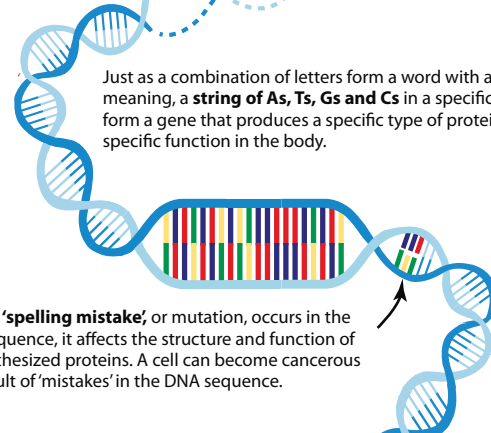 Just as a combination of letters form a word with a
meaning, a string of As, Ts, Gs and Cs in a specific
form a gene that produces a specific type of protei
specific function in the body.
'spelling mistake', or mutation, occurs in the
quence, it affects the structure and function of
thesized proteins. A cell can become cancerous
ult of 'mistakes' in the DNA sequence.